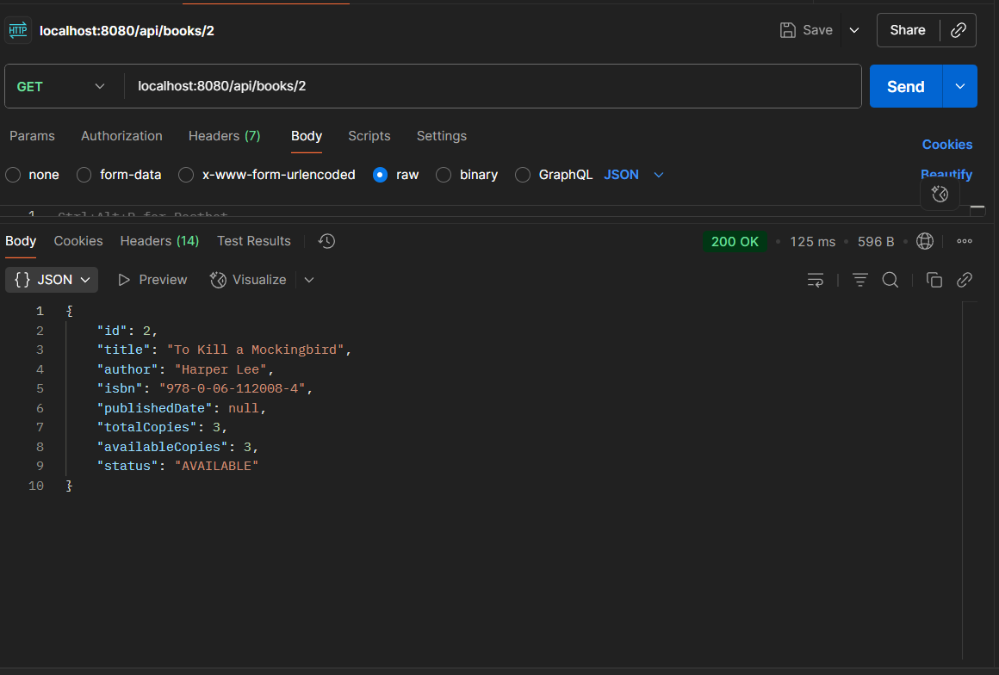 HTTP localhost:8080/api/books/2 Save Share
GET localhost:8080/api/books/2 Send
Params Authorization Headers (7) Body Scripts Settings Cookies
none form-data x-www-form-urlencoded raw binary GraphQL JSON Beautify
1 Ctrl+Alt+P for Postbot
Body Cookies Headers (14) Test Results 200 OK • 125 ms • 596 B •
{} JSON Preview Visualize
1 {
2 "id": 2,
3 "title": "To Kill a Mockingbird",
4 "author": "Harper Lee",
5 "isbn": "978-0-06-112008-4",
6 "publishedDate": null,
7 "totalCopies": 3,
8 "availableCopies": 3,
9 "status": "AVAILABLE"
10 }